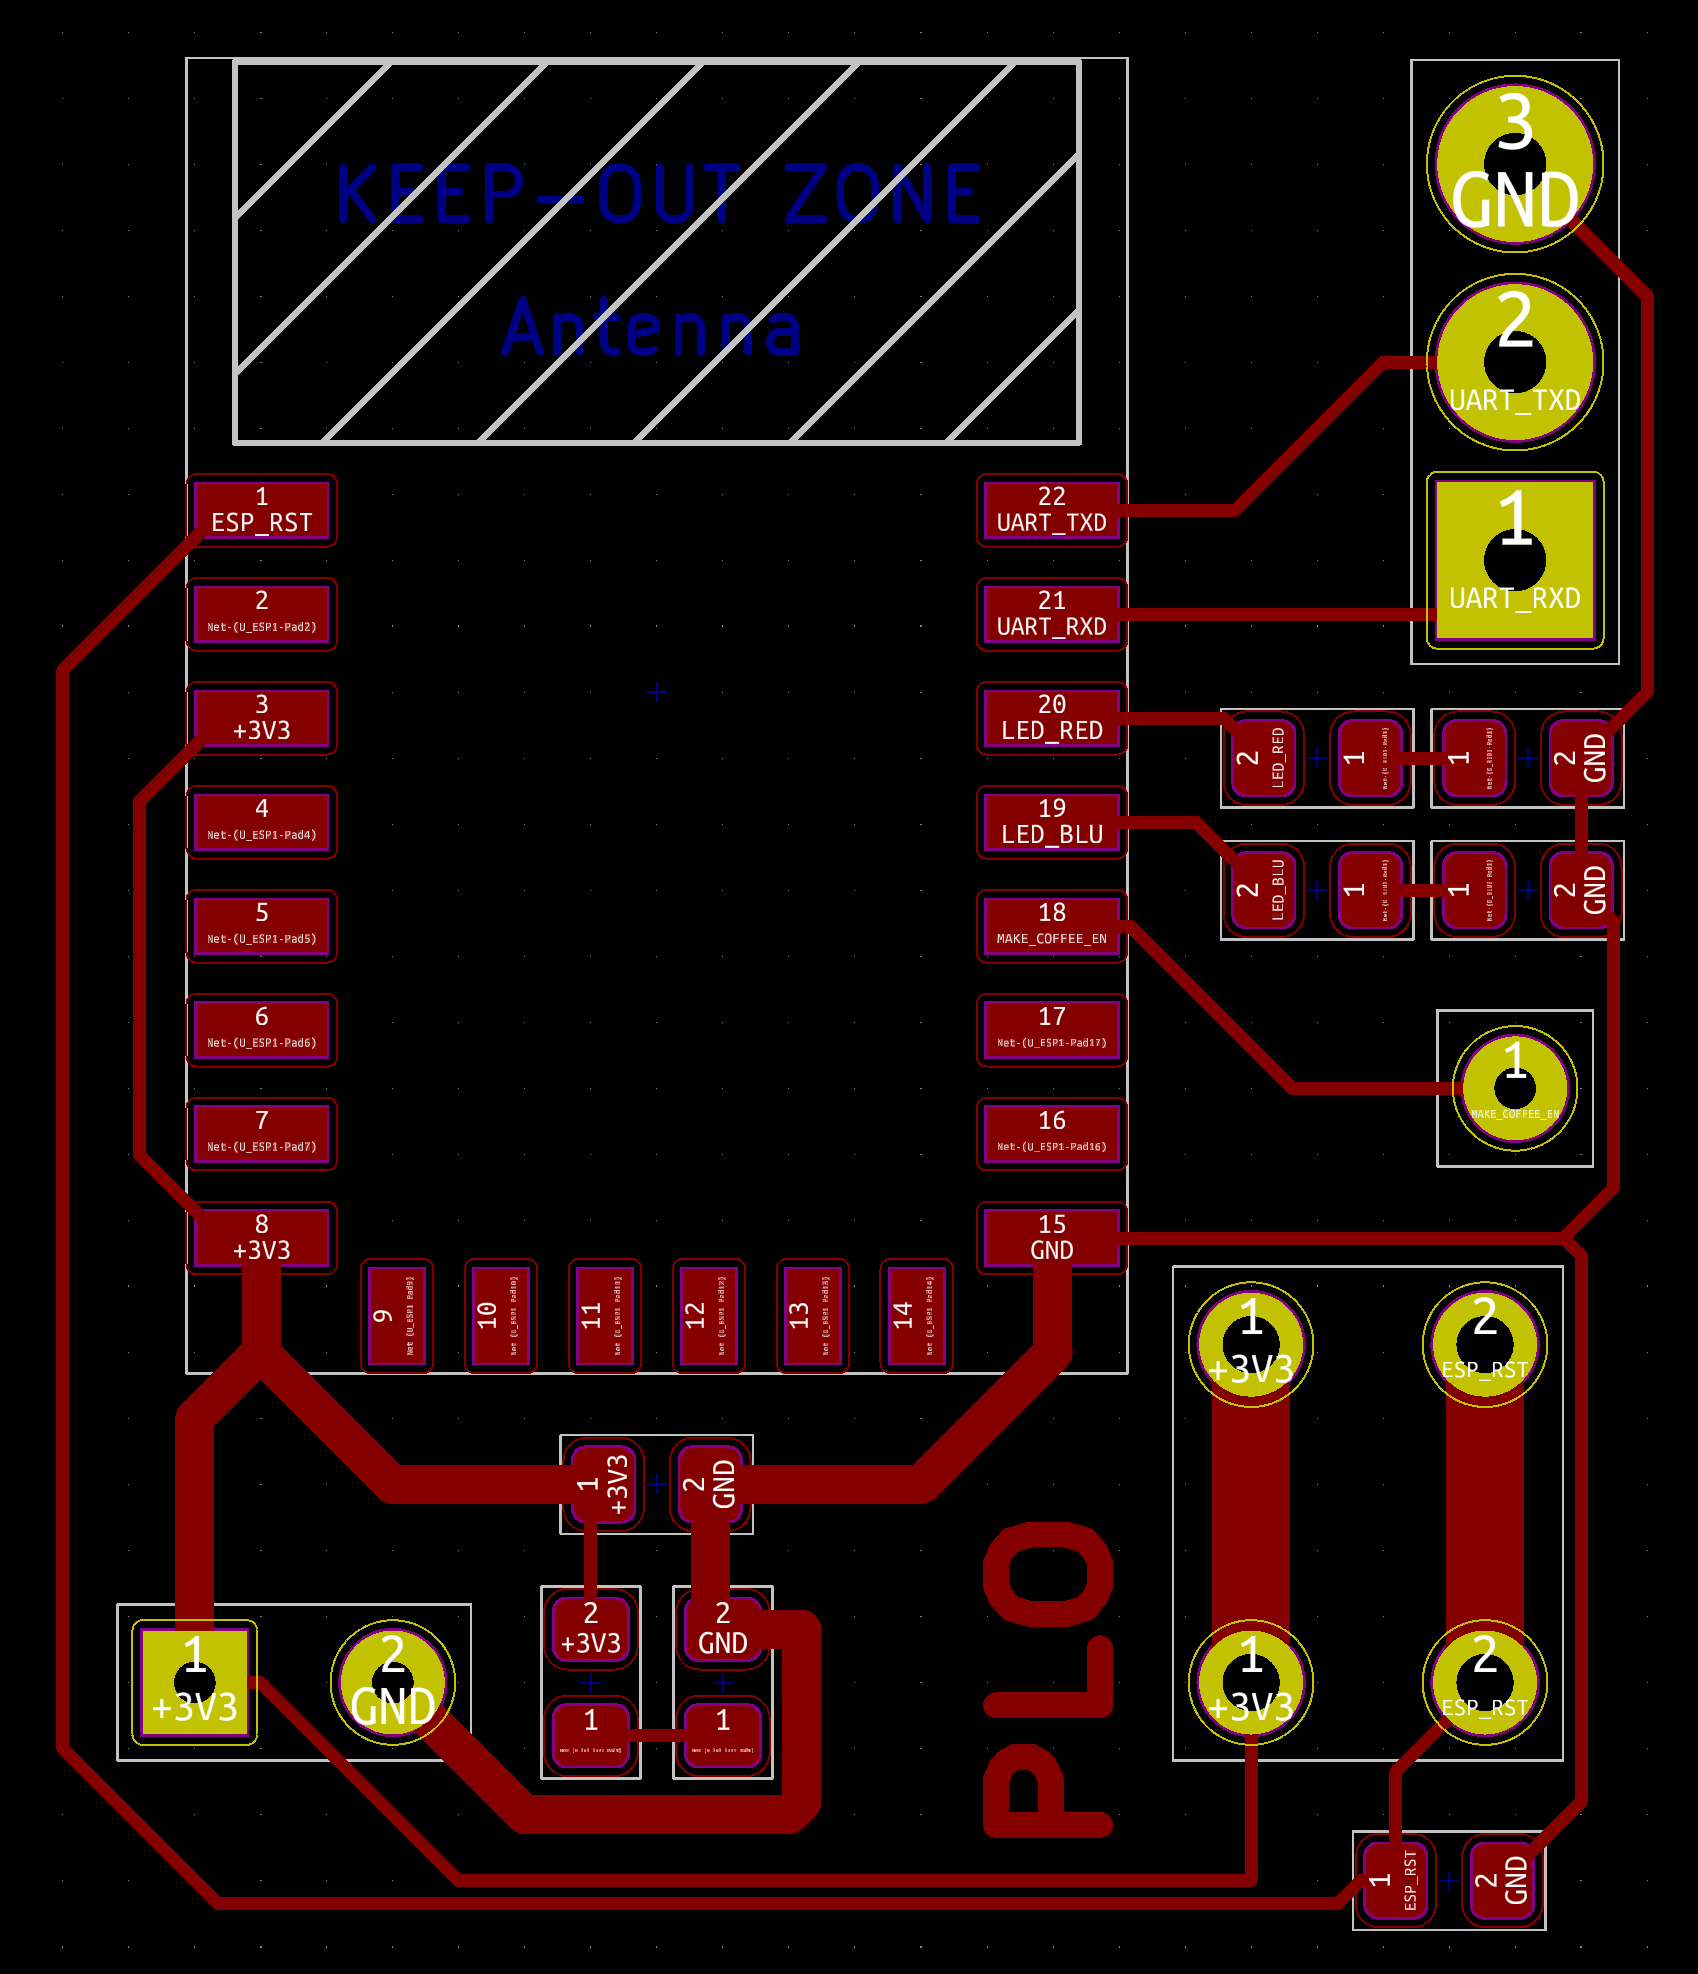 KEEP-OUT ZONE
Antenna
3
GND
2
UART_TXD
1
UART_RXD
1
ESP_RST
2
Net-(U_ESP1-Pad2)
3
+3V3
4
Net-(U_ESP1-Pad4)
5
Net-(U_ESP1-Pad5)
6
Net-(U_ESP1-Pad6)
7
Net-(U_ESP1-Pad7)
8
+3V3
22
UART_TXD
21
UART_RXD
20
LED_RED
19
LED_BLU
18
MAKE_COFFEE_EN
17
Net-(U_ESP1-Pad17)
16
Net-(U_ESP1-Pad16)
15
GND
2
LED_RED
1
1
2
GND
2
LED_BLU
1
1
2
GND
1
MAKE_COFFEE_EN
9
10
11
12
13
14
1
+3V3
2
ESP_RST
1
+3V3
2
GND
2
+3V3
2
GND
1
1
1
+3V3
2
GND
PLO
1
+3V3
2
ESP_RST
1
ESP_RST
2
GND